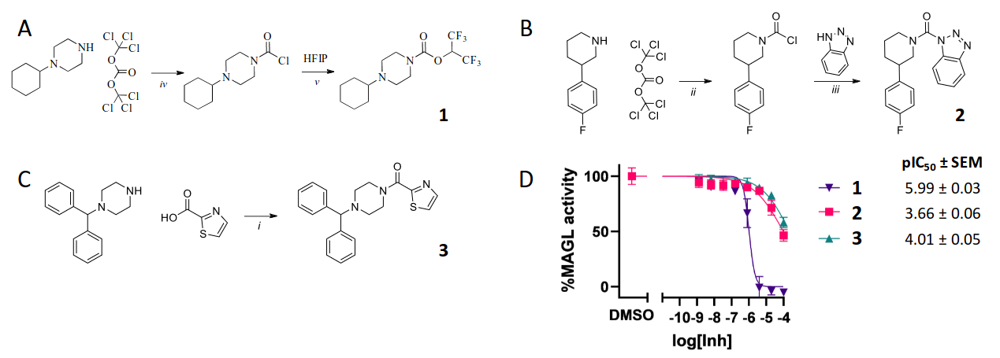 A
NH
N
Cl Cl
Cl
O
O
O
Cl
Cl Cl
iv
O
N Cl
N
HFIP
v
O CF₃
N O CF₃
N
1
B
NH
F
Cl Cl
Cl
O
O
O
Cl
Cl Cl
ii
O
N Cl
F
HN N N
iii
O
N N N N
F
2
C
NH
N
O
HO
N
S
i
O
N N
N S
3
D
%MAGL activity
100
50
0
DMSO
-10 -9 -8 -7 -6 -5 -4
log[Inh]
pIC₅₀ ± SEM
1 5.99 ± 0.03
2 3.66 ± 0.06
3 4.01 ± 0.05